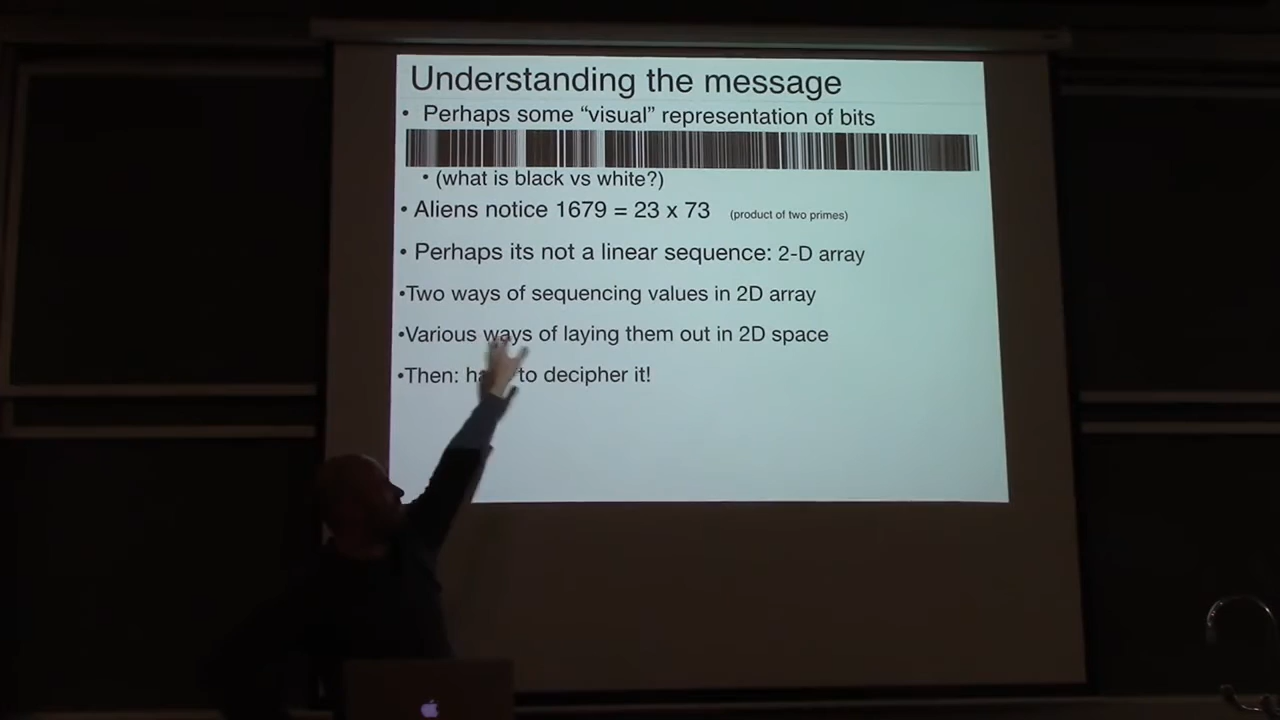 Understanding the message
• Perhaps some “visual” representation of bits
• (what is black vs white?)
• Aliens notice 1679 = 23 x 73 (product of two primes)
• Perhaps its not a linear sequence: 2-D array
•Two ways of sequencing values in 2D array
•Various ways of laying them out in 2D space
•Then: to decipher it!